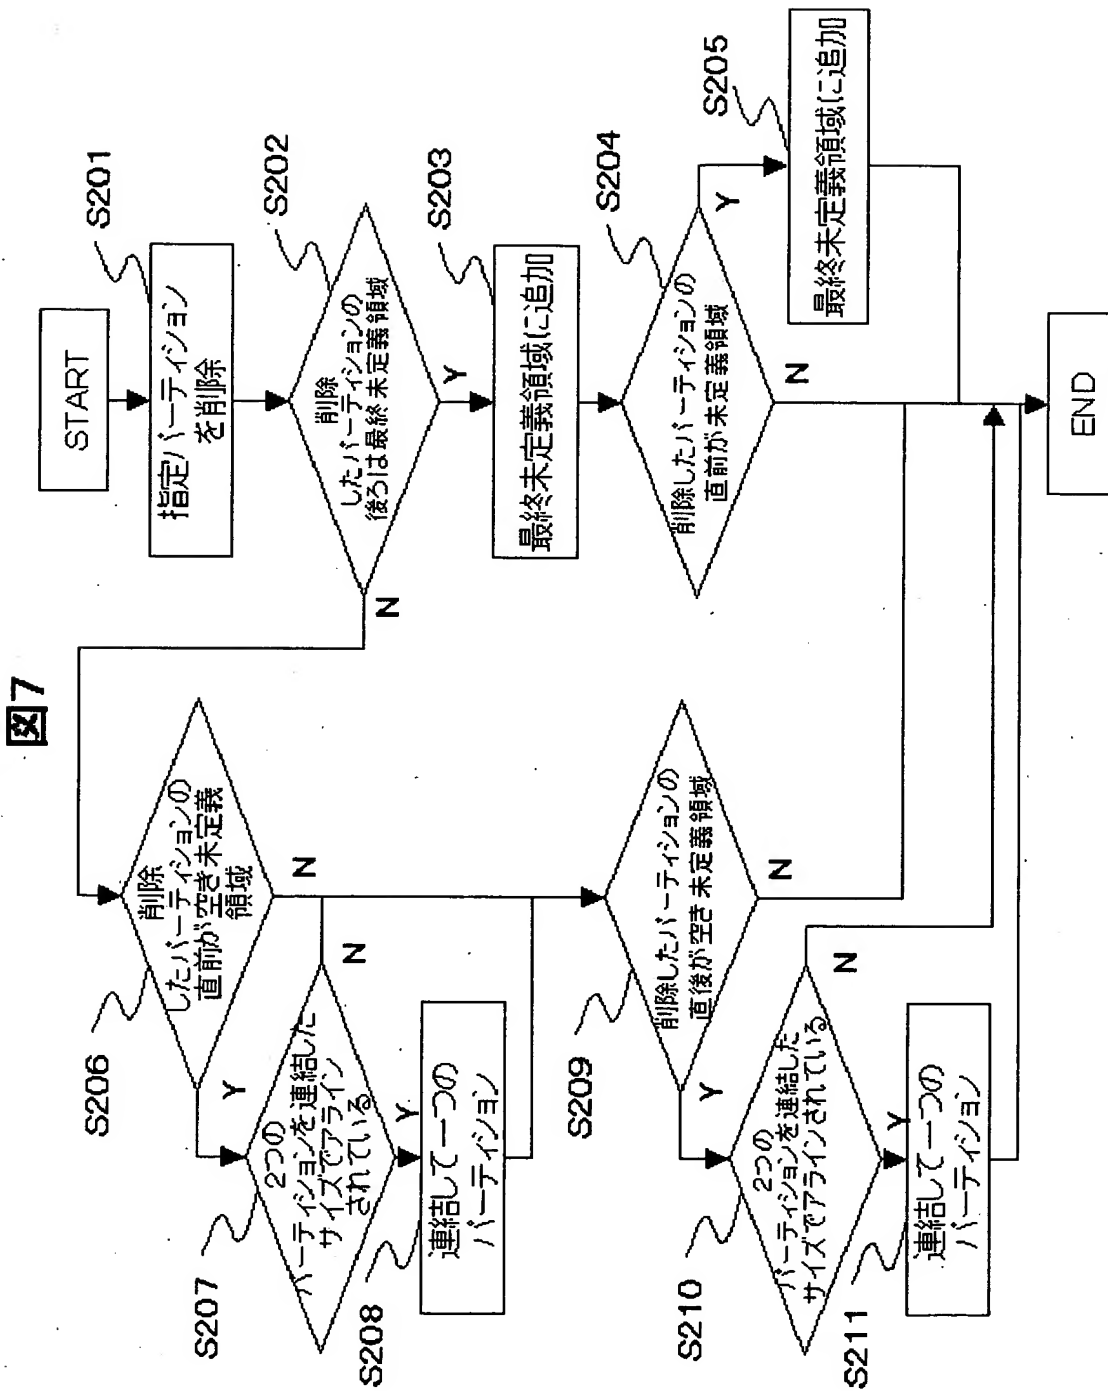 図7
START
S201
指定パーティション
を削除
S202
削除
したパーティションの
後ろは最終未定義領域
Y
N
S203
最終未定義領域に追加
S204
削除したパーティションの
直前が未定義領域
Y
N
S205
最終未定義領域に追加
S206
削除
したパーティションの
直前が空き未定義
領域
Y
N
S207
2つの
パーティションを連結した
サイズでアライン
されている
Y
N
S208
連結して一つの
パーティション
S209
削除したパーティションの
直後が空き未定義領域
Y
N
S210
2つの
パーティションを連結した
サイズでアラインされている
Y
N
S211
連結して一つの
パーティション
END